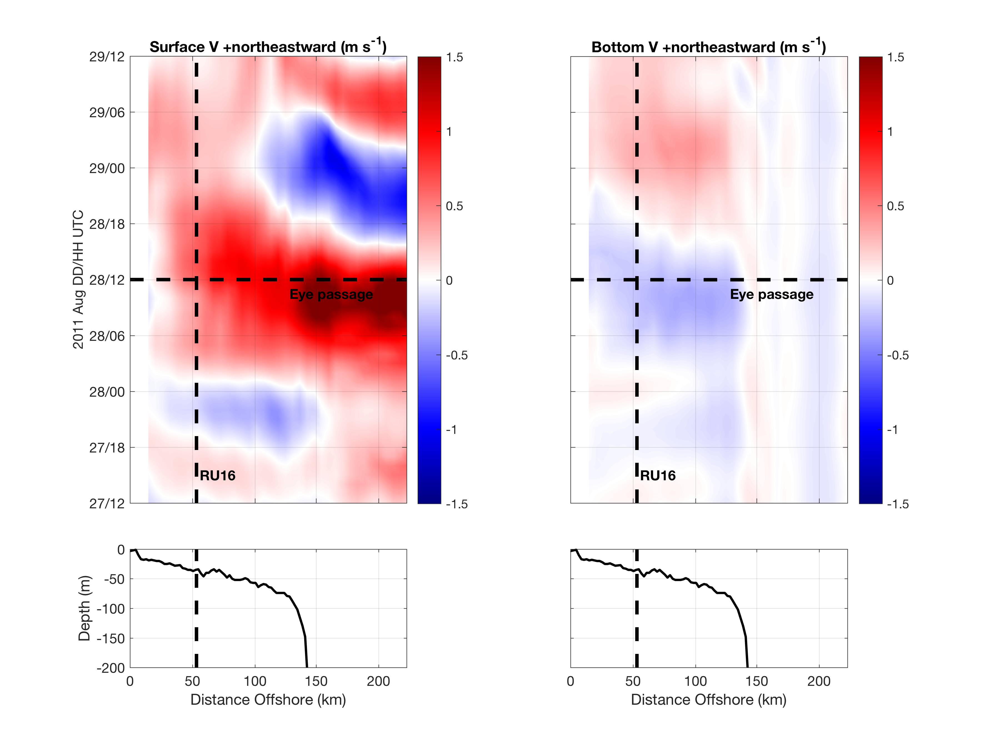 Surface V +northeastward (m s-1)
29/12
29/06
29/00
28/18
28/12
28/06
28/00
27/18
27/12
2011 Aug DD/HH UTC
Eye passage
RU16
1.5
1
0.5
0
-0.5
-1
-1.5
Bottom V +northeastward (m s-1)
Eye passage
RU16
1.5
1
0.5
0
-0.5
-1
-1.5
0
-50
-100
-150
-200
Depth (m)
0 50 100 150 200
Distance Offshore (km)
0 50 100 150 200
Distance Offshore (km)